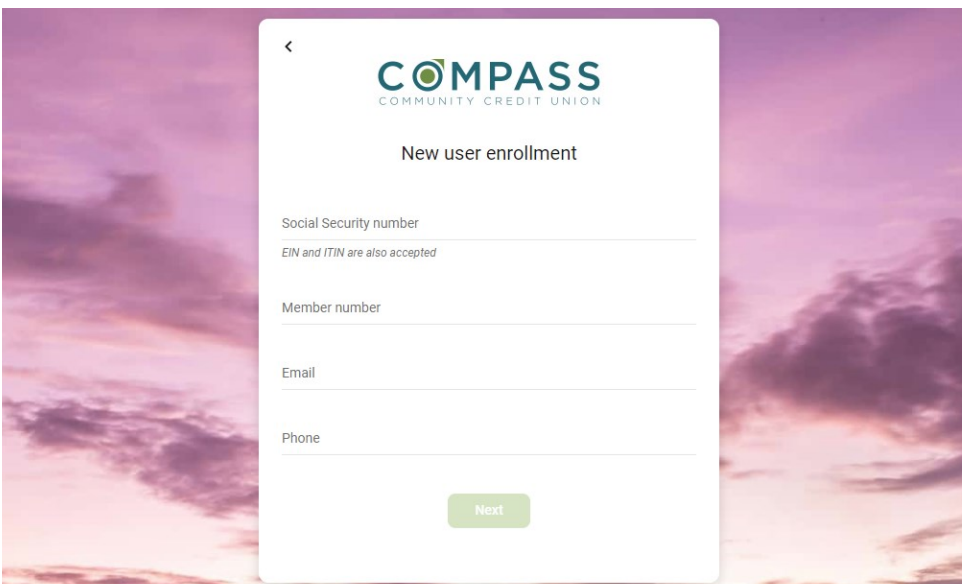 COMPASS
COMMUNITY CREDIT UNION
New user enrollment
Social Security number
EIN and ITIN are also accepted
Member number
Email
Phone
Next